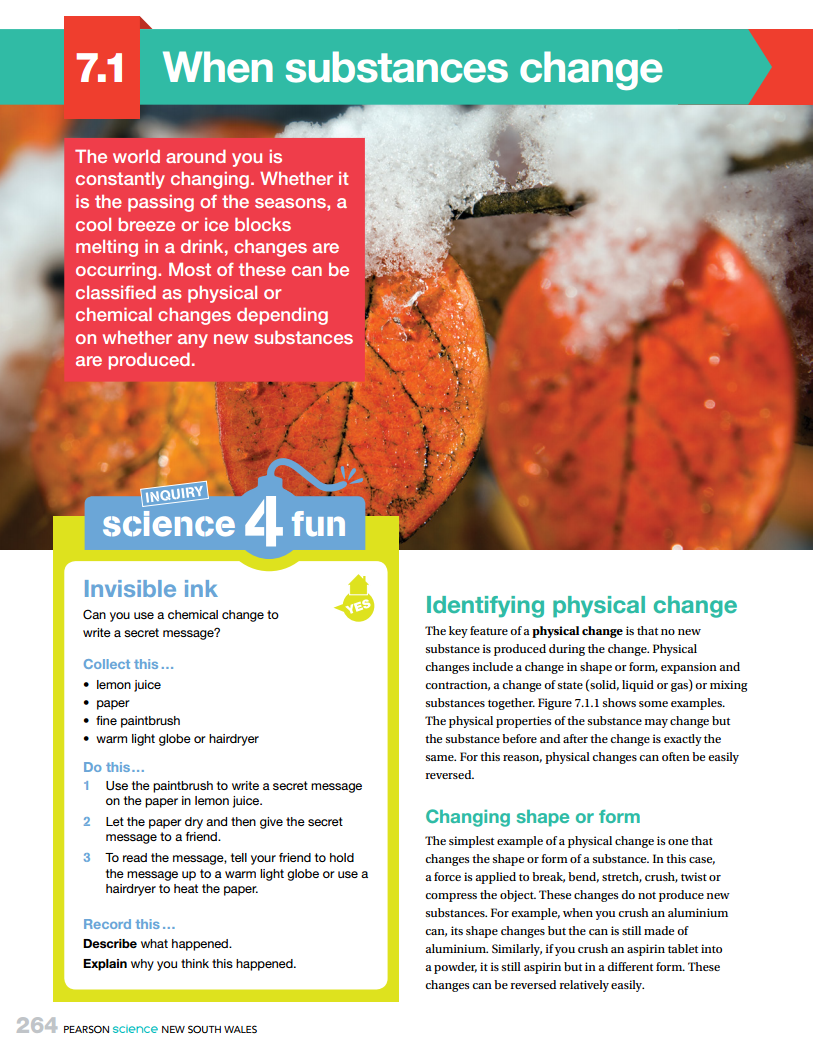 7.1
When substances change
The world around you is
constantly changing. Whether it
is the passing of the seasons, a
cool breeze or ice blocks
melting in a drink, changes are
occurring. Most of these can be
classified as physical or
chemical changes depending
on whether any new substances
are produced.
INQUIRY
science 4 fun
Invisible ink
YES
Can you use a chemical change to
write a secret message?
Collect this…
• lemon juice
• paper
• fine paintbrush
• warm light globe or hairdryer
Do this…
1 Use the paintbrush to write a secret message
on the paper in lemon juice.
2 Let the paper dry and then give the secret
message to a friend.
3 To read the message, tell your friend to hold
the message up to a warm light globe or use a
hairdryer to heat the paper.
Record this…
Describe what happened.
Explain why you think this happened.
Identifying physical change
The key feature of a physical change is that no new
substance is produced during the change. Physical
changes include a change in shape or form, expansion and
contraction, a change of state (solid, liquid or gas) or mixing
substances together. Figure 7.1.1 shows some examples.
The physical properties of the substance may change but
the substance before and after the change is exactly the
same. For this reason, physical changes can often be easily
reversed.
Changing shape or form
The simplest example of a physical change is one that
changes the shape or form of a substance. In this case,
a force is applied to break, bend, stretch, crush, twist or
compress the object. These changes do not produce new
substances. For example, when you crush an aluminium
can, its shape changes but the can is still made of
aluminium. Similarly, if you crush an aspirin tablet into
a powder, it is still aspirin but in a different form. These
changes can be reversed relatively easily.
264 PEARSON science NEW SOUTH WALES